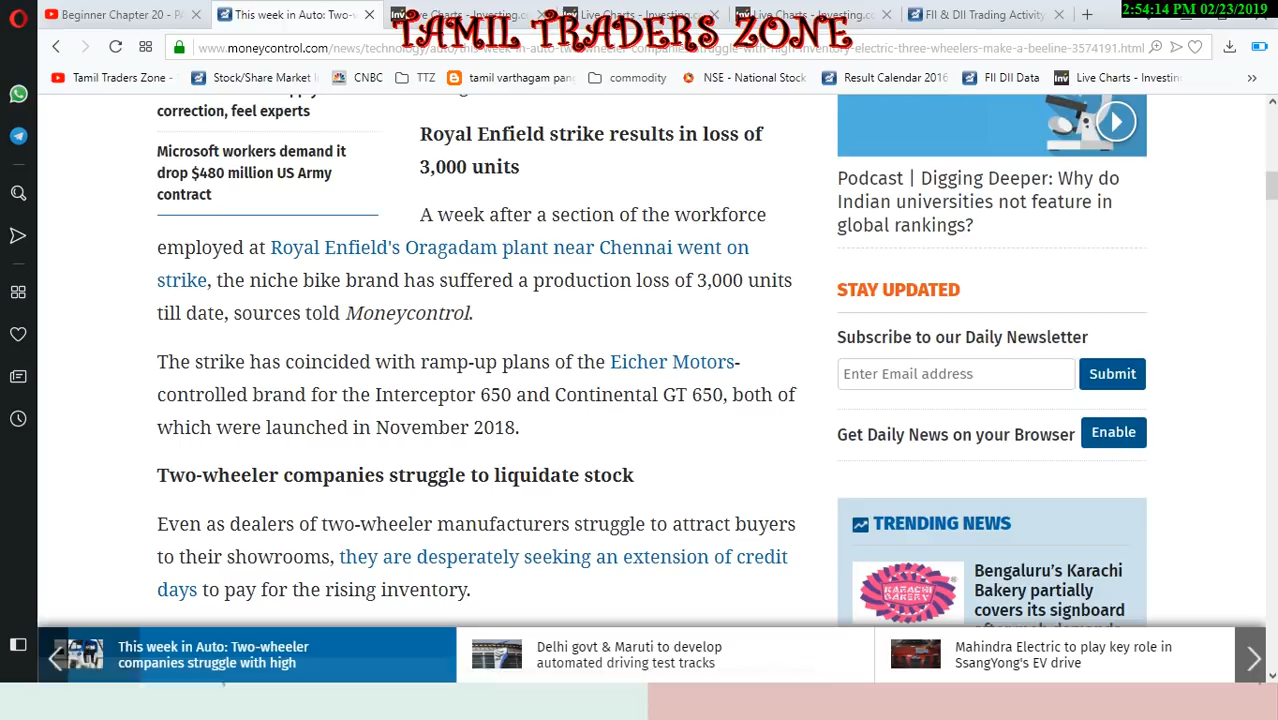 Beginner Chapter 20 - P
This week in Auto: Two-w
Live Charts - Investing.c
Live Charts - Investing.c
Live Charts - Investing.c
FII & DII Trading Activity
2:54:14 PM 02/23/2019
TAMIL TRADERS ZONE
www.moneycontrol.com/news/technology/auto/this-week-in-auto-two-wheeler-companies-struggle-with-high-inventory-electric-three-wheelers-make-a-beeline-3574191.html
Tamil Traders Zone -
Stock/Share Market I
CNBC
TTZ
tamil varthagam pan
commodity
NSE - National Stock
Result Calendar 2016
FII DII Data
Live Charts - Investin
correction, feel experts
Microsoft workers demand it
drop $480 million US Army
contract
Royal Enfield strike results in loss of
3,000 units
A week after a section of the workforce
employed at Royal Enfield's Oragadam plant near Chennai went on
strike, the niche bike brand has suffered a production loss of 3,000 units
till date, sources told Moneycontrol.
The strike has coincided with ramp-up plans of the Eicher Motors-
controlled brand for the Interceptor 650 and Continental GT 650, both of
which were launched in November 2018.
Two-wheeler companies struggle to liquidate stock
Even as dealers of two-wheeler manufacturers struggle to attract buyers
to their showrooms, they are desperately seeking an extension of credit
days to pay for the rising inventory.
Podcast | Digging Deeper: Why do
Indian universities not feature in
global rankings?
STAY UPDATED
Subscribe to our Daily Newsletter
Enter Email address
Submit
Get Daily News on your Browser
Enable
TRENDING NEWS
KARACHI
BAKERY
Bengaluru's Karachi
Bakery partially
covers its signboard
This week in Auto: Two-wheeler
companies struggle with high
Delhi govt & Maruti to develop
automated driving test tracks
Mahindra Electric to play key role in
SsangYong's EV drive